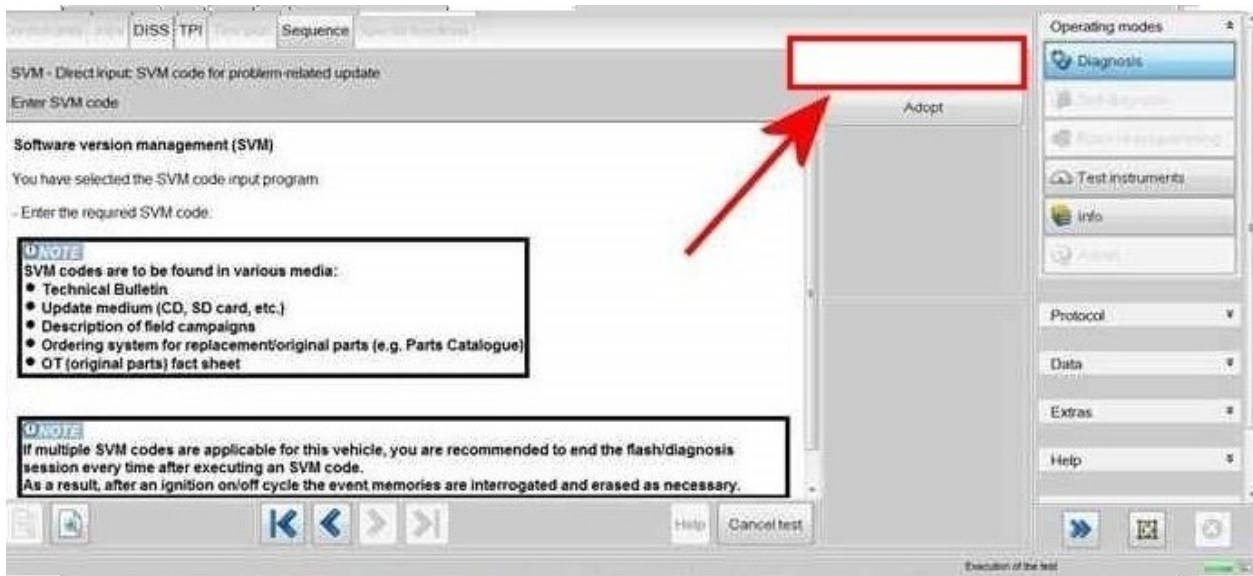 DISS
TPI
Sequence
SVM - Direct input: SVM code for problem-related update
Enter SVM code
Adopt
Software version management (SVM)
You have selected the SVM code input program
- Enter the required SVM code:
NOTE
SVM codes are to be found in various media:
● Technical Bulletin
● Update medium (CD, SD card, etc.)
● Description of field campaigns
● Ordering system for replacement/original parts (e.g. Parts Catalogue)
● OT (original parts) fact sheet
NOTE
If multiple SVM codes are applicable for this vehicle, you are recommended to end the flash/diagnosis
session every time after executing an SVM code.
As a result, after an ignition on/off cycle the event memories are interrogated and erased as necessary.
Help
Cancel test
Operating modes
Diagnosis
Test instruments
Info
Protocol
Data
Extras
Help
Execution of the test